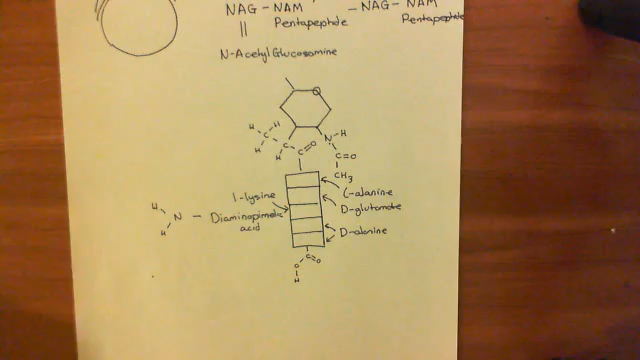 NAG - NAM - NAG - NAM
Pentapeptide Pentapeptide
||
N-Acetyl Glucosamine
O
H H
C N-H
H C C=O
H C=O
CH3
l-lysine L-alanine
H
N - Diaminopimelic D-glutamate
H acid
D-alanine
C=O
O
H